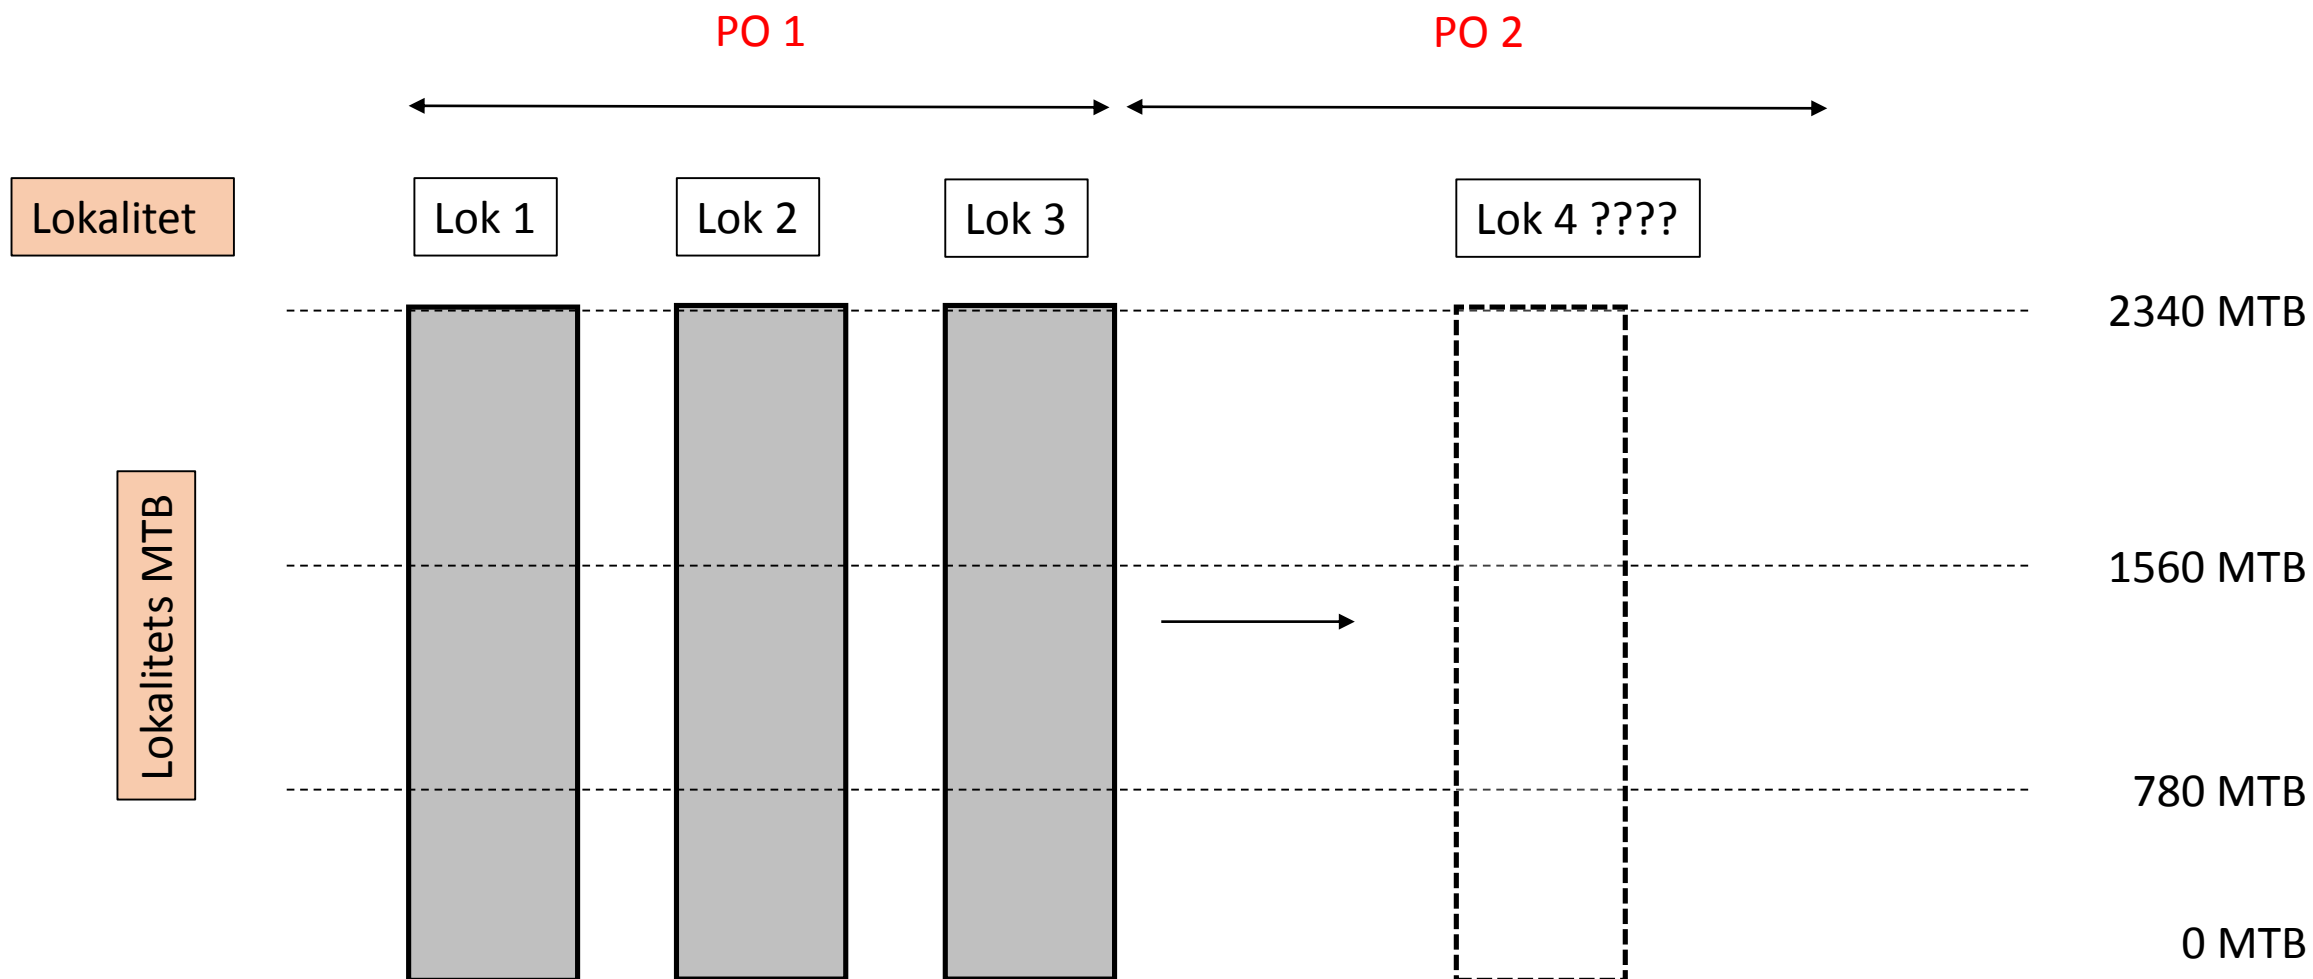 PO 1
PO 2
Lokalitet
Lok 1
Lok 2
Lok 3
Lok 4 ????
2340 MTB
1560 MTB
Lokalitets MTB
780 MTB
0 MTB